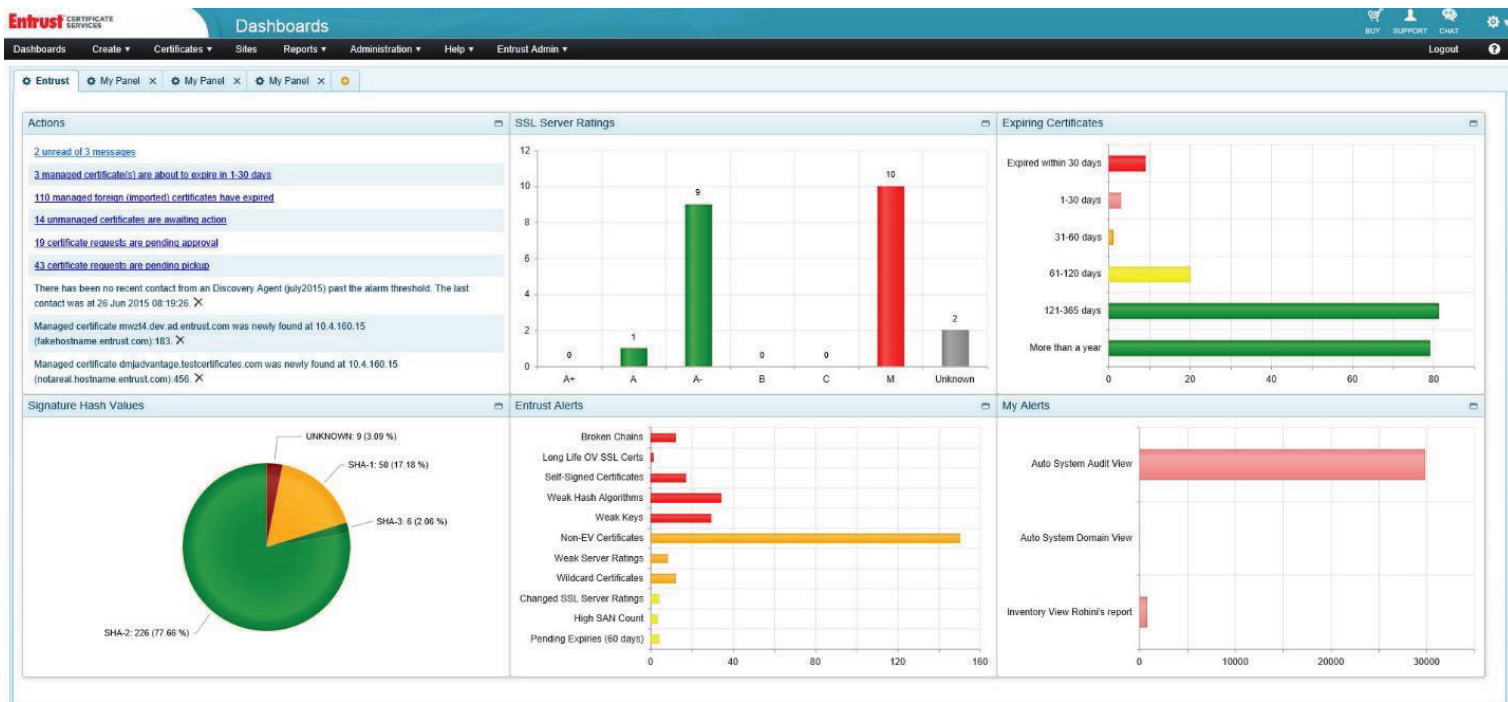 Entrust CERTIFICATE
SERVICES
Dashboards
BUY SUPPORT CHAT
Dashboards Create Certificates Sites Reports Administration Help Entrust Admin Logout
Entrust My Panel My Panel My Panel
Actions
2 unread of 3 messages
3 managed certificate(s) are about to expire in 1-30 days
110 managed foreign (imported) certificates have expired
14 unmanaged certificates are awaiting action
19 certificate requests are pending approval
43 certificate requests are pending pickup
There has been no recent contact from an Discovery Agent (july2015) past the alarm threshold. The last
contact was at 26 Jun 2015 08:19:26.
Managed certificate mwzt4.dev.ad.entrust.com was newly found at 10.4.160.15
(fakehostname.entrust.com):183.
Managed certificate dmjadvantage.testcertificates.com was newly found at 10.4.160.15
(notareal.hostname.entrust.com):456.
SSL Server Ratings
12
10
8
6
4
2
0
0 1 9 0 0 10 2
A+ A A- B C M Unknown
Expiring Certificates
Expired within 30 days
1-30 days
31-60 days
61-120 days
121-365 days
More than a year
0 20 40 60 80
Signature Hash Values
UNKNOWN: 9 (3.09 %)
SHA-1: 50 (17.18 %)
SHA-3: 6 (2.06 %)
SHA-2: 226 (77.66 %)
Entrust Alerts
Broken Chains
Long Life OV SSL Certs
Self-Signed Certificates
Weak Hash Algorithms
Weak Keys
Non-EV Certificates
Weak Server Ratings
Wildcard Certificates
Changed SSL Server Ratings
High SAN Count
Pending Expiries (60 days)
0 40 80 120 160
My Alerts
Auto System Audit View
Auto System Domain View
Inventory View Rohini's report
0 10000 20000 30000